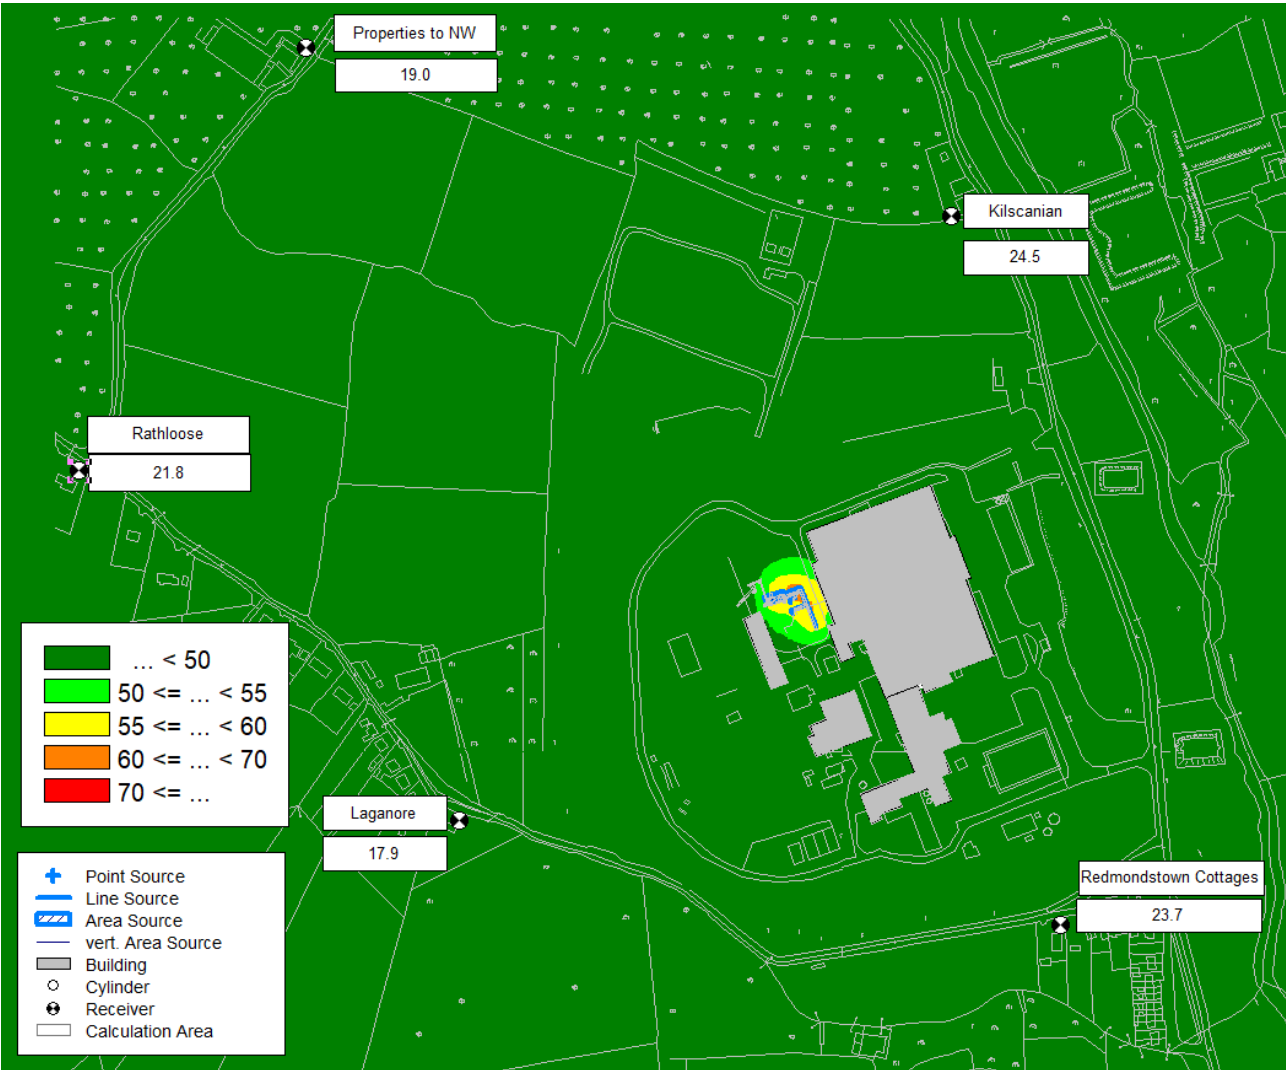 Properties to NW
19.0
Kilscanian
24.5
Rathloose
21.8
... < 50
50 <= ... < 55
55 <= ... < 60
60 <= ... < 70
70 <= ...
Laganore
17.9
Point Source
Line Source
Area Source
vert. Area Source
Building
Cylinder
Receiver
Calculation Area
Redmondstown Cottages
23.7